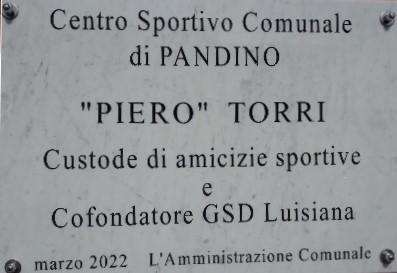 Centro Sportivo Comunale
di PANDINO
"PIERO" TORRI
Custode di amicizie sportive
e
Cofondatore GSD Luisiana
marzo 2022 L'Amministrazione Comunale